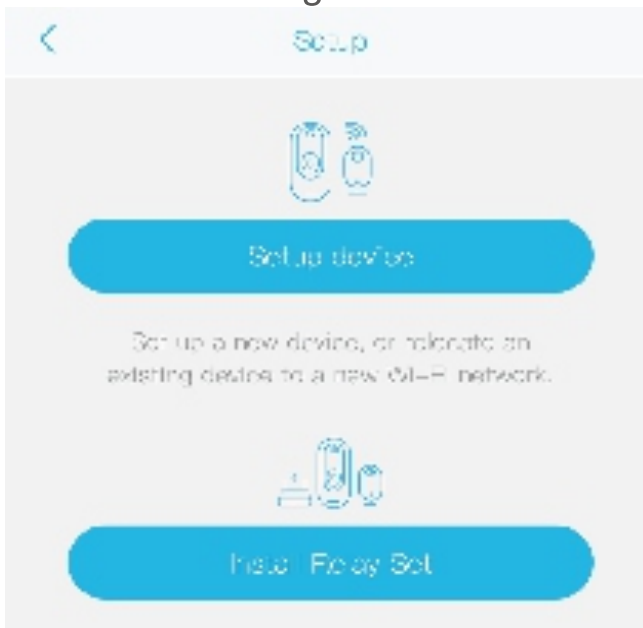 Setup
Setup device
Set up a new device, or relocate an
existing device to a new Wi-Fi network.
Install Relay Set